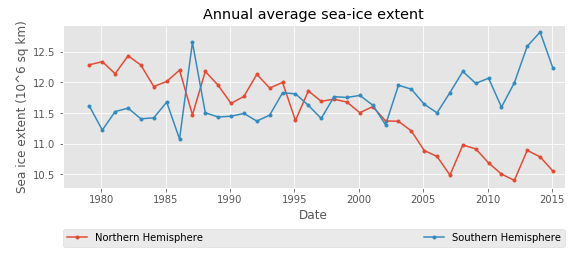 Annual average sea-ice extent
Sea ice extent (10^6 sq km)
12.5
12.0
11.5
11.0
10.5
1980 1985 1990 1995 2000 2005 2010 2015
Date
Northern Hemisphere Southern Hemisphere